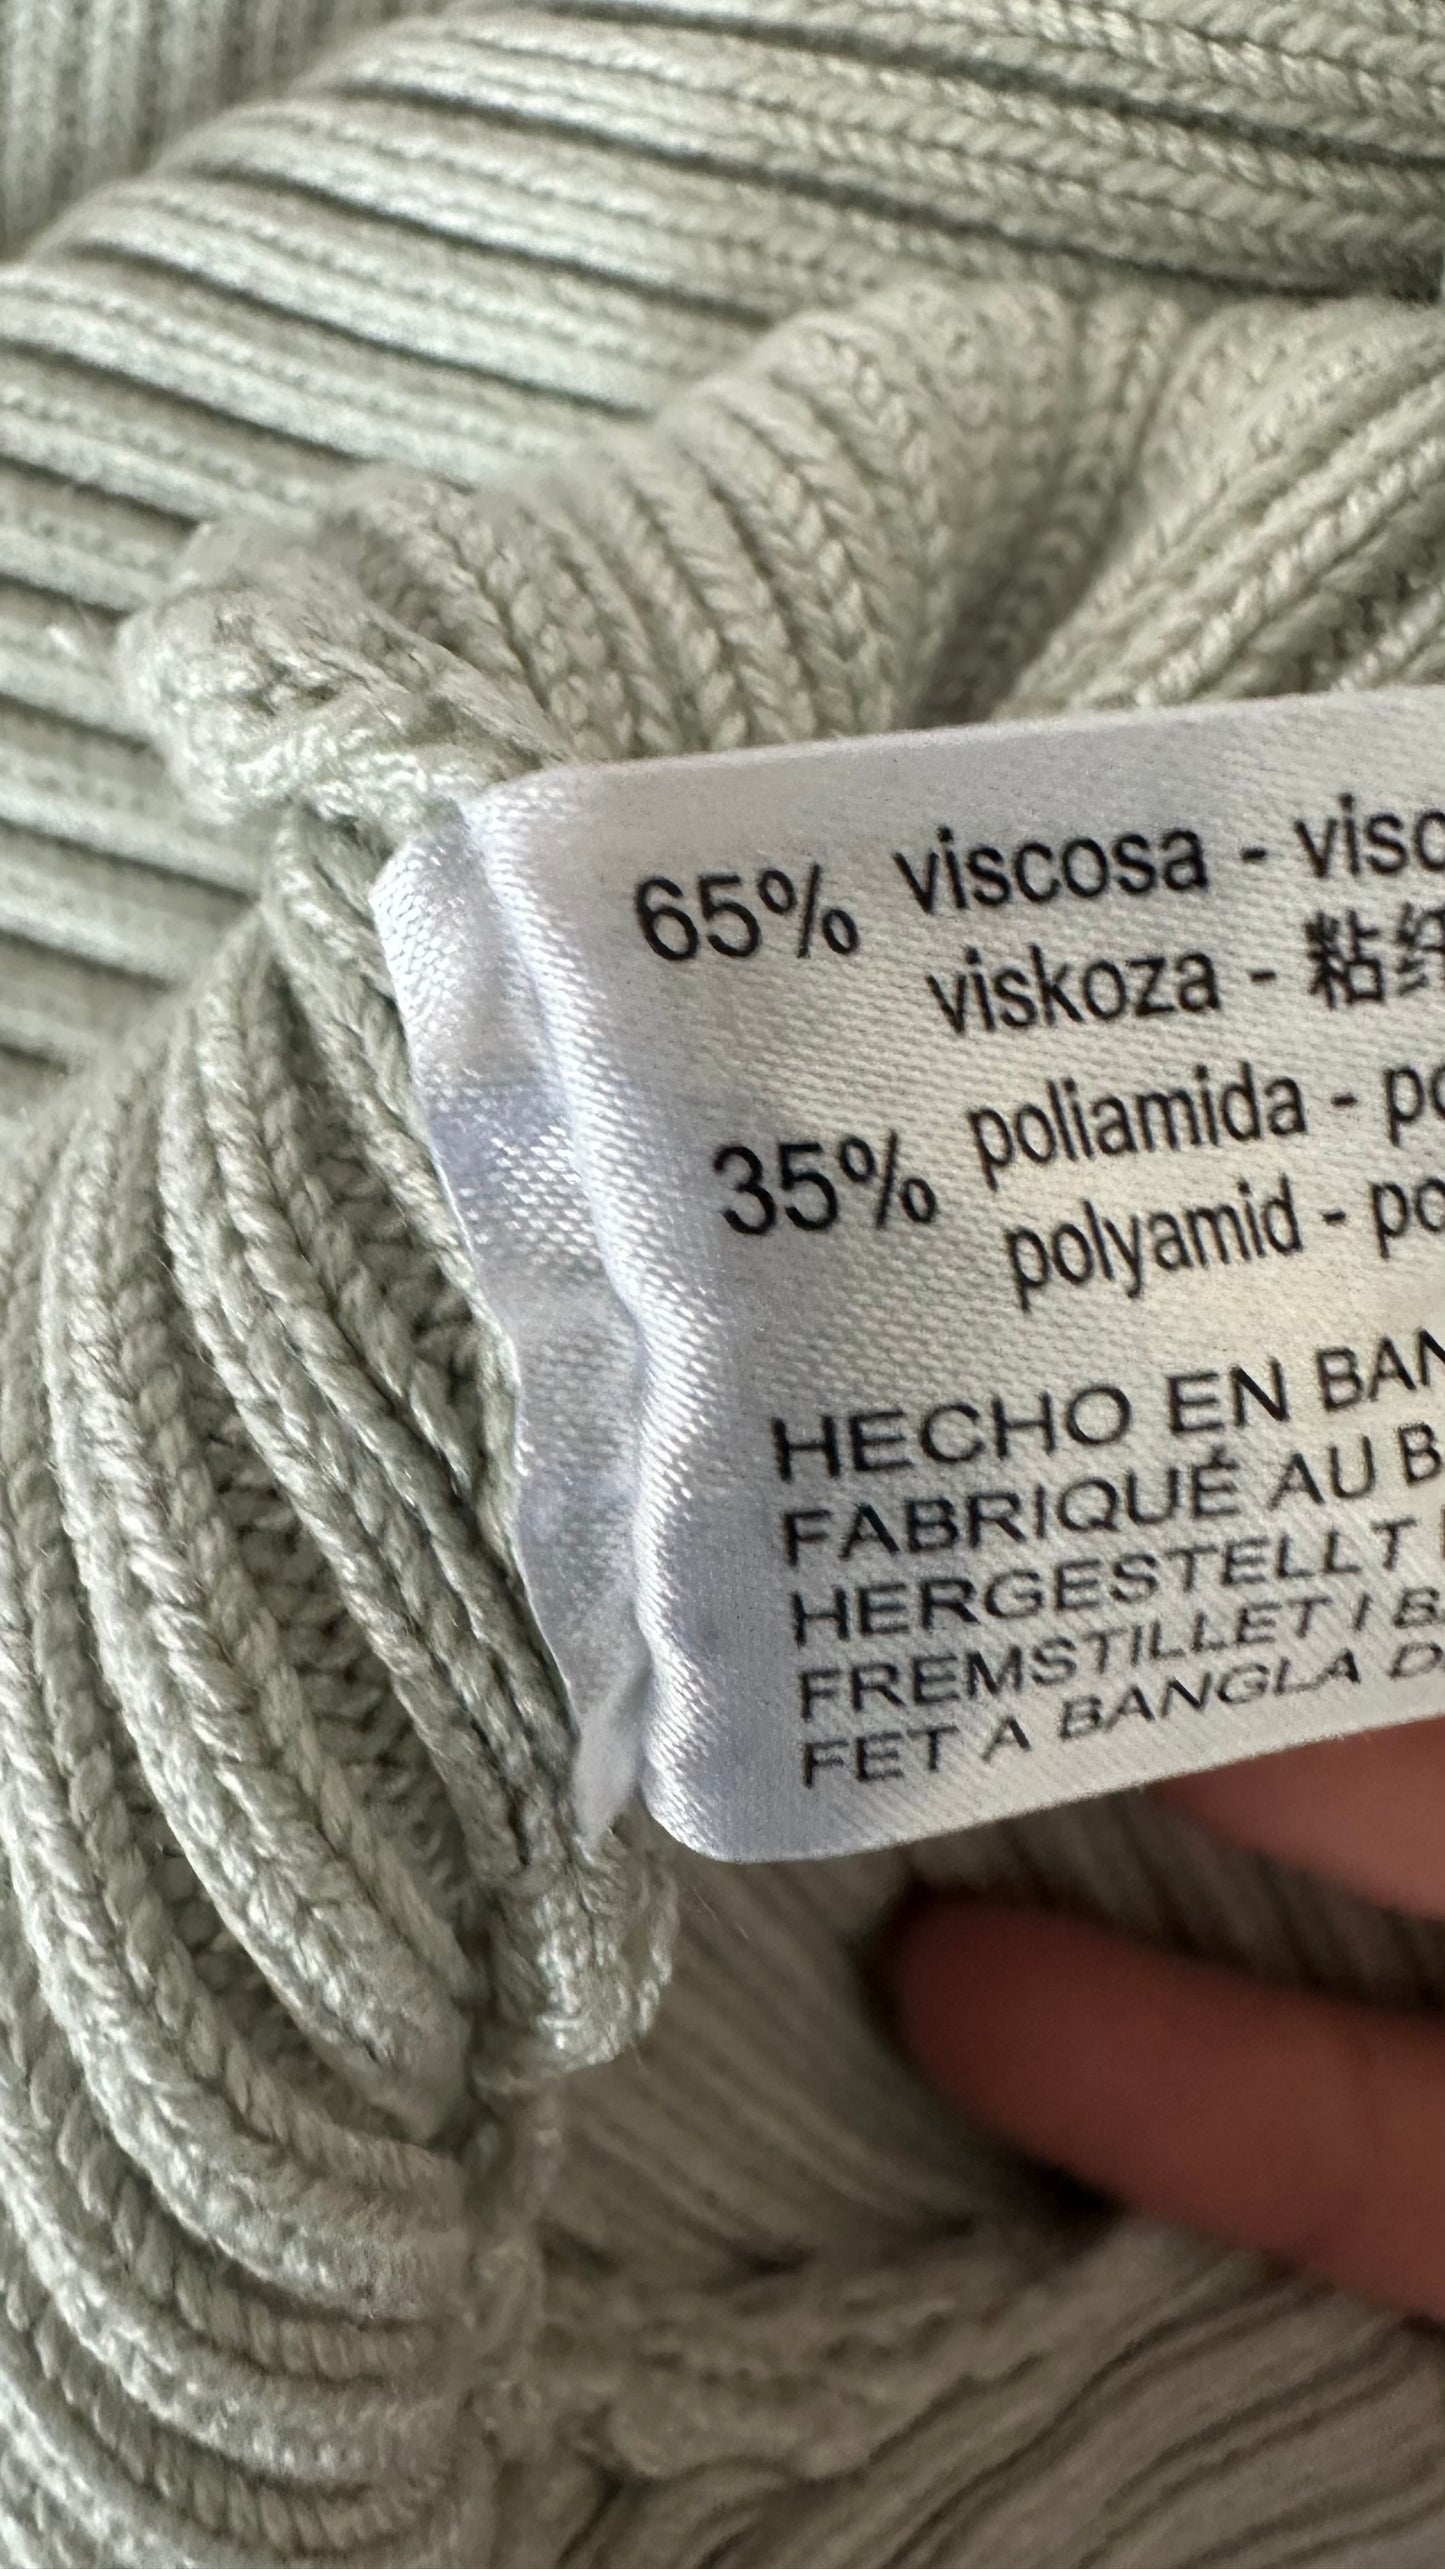 65% viscosa - visc
viskoza - 粘纤
35% poliamida - po
polyamid - po
HECHO EN BAN
FABRIQUÉ AU B
HERGESTELLT
FREMSTILLET I B
FET A BANGLA D